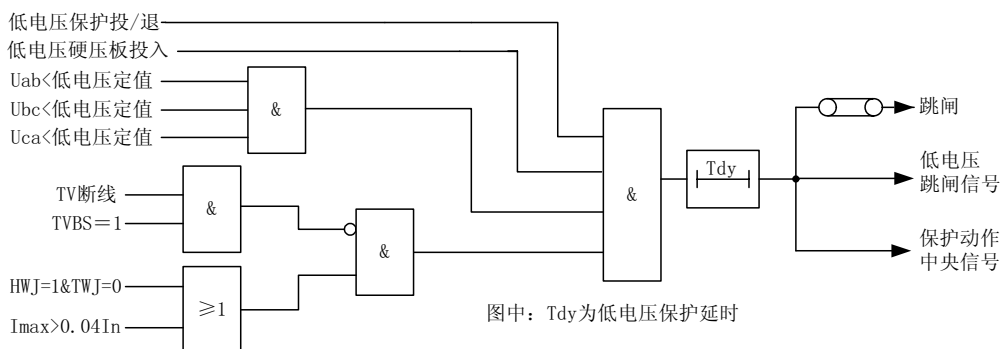 低电压保护投/退
低电压硬压板投入
Uab<低电压定值
Ubc<低电压定值
Uca<低电压定值
&
TV断线
TVBS＝1
&
&
HWJ=1&TWJ=0
Imax>0.04In
≥1
&
Tdy
跳闸
低电压
跳闸信号
保护动作
中央信号
图中：Tdy为低电压保护延时